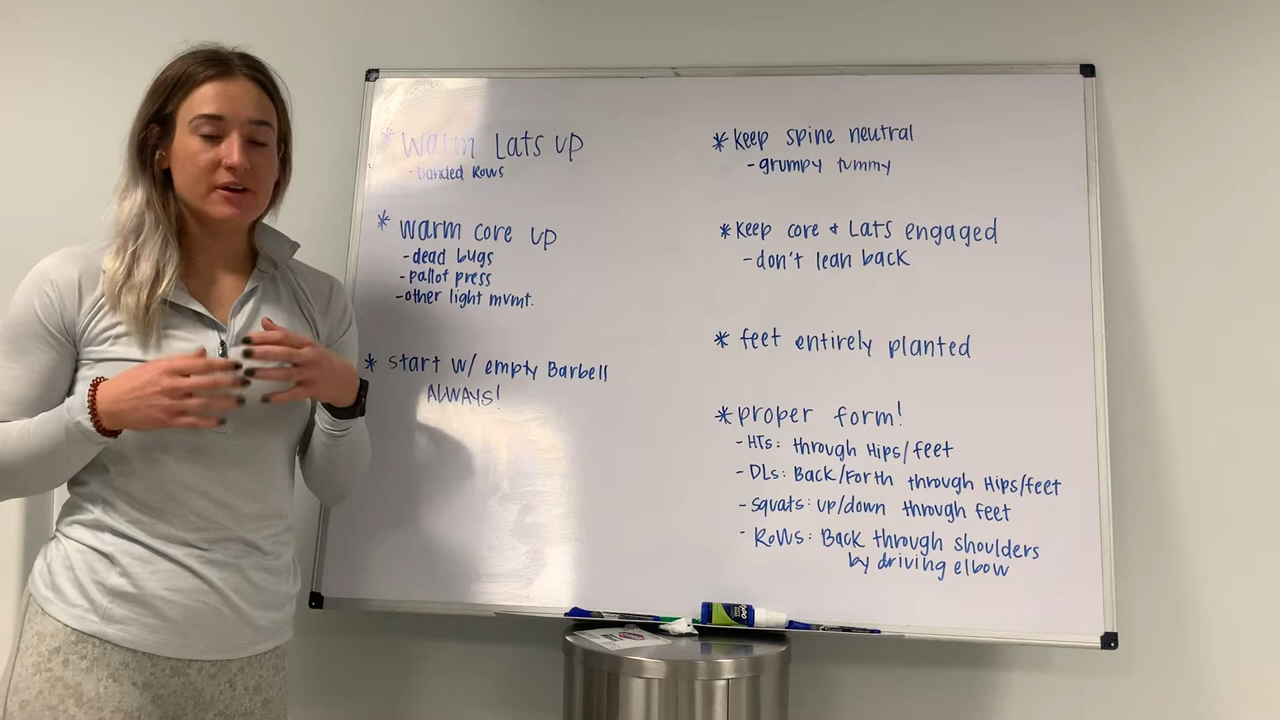 * Warm Lats up
- Banded Rows
* warm core up
- dead bugs
- pallof press
- other light mvmt.
* start w/ empty Barbell
ALWAYS!
* Keep spine neutral
- grumpy tummy
* Keep core & Lats engaged
- don't lean back
* feet entirely planted
* proper form!
- HTs: through Hips/feet
- DLs: Back/Forth through Hips/feet
- Squats: up/down through feet
- Rows: Back through shoulders
by driving elbow
EXPO